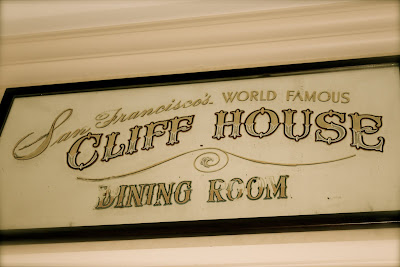 San Francisco's WORLD FAMOUS
CLIFF HOUSE
DINING ROOM